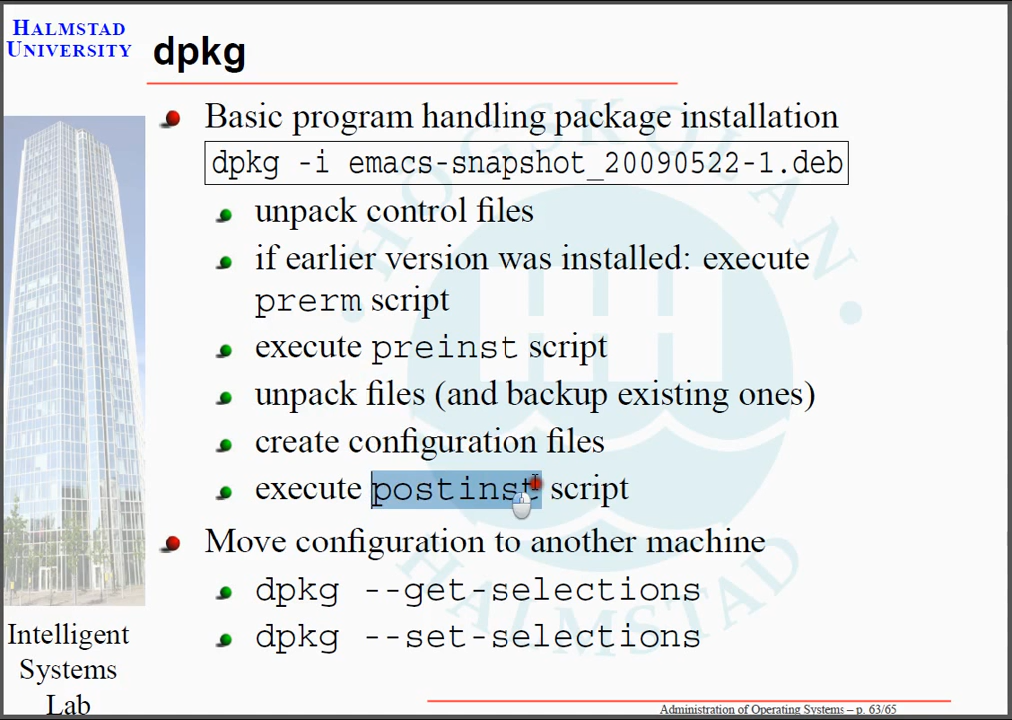 HALMSTAD
UNIVERSITY
dpkg
Basic program handling package installation
dpkg -i emacs-snapshot_20090522-1.deb
unpack control files
if earlier version was installed: execute
prerm script
execute preinst script
unpack files (and backup existing ones)
create configuration files
execute postinst script
Move configuration to another machine
dpkg --get-selections
dpkg --set-selections
HÖGSKOLAN
HALMSTAD
Intelligent
Systems
Lab
Administration of Operating Systems – p. 63/65